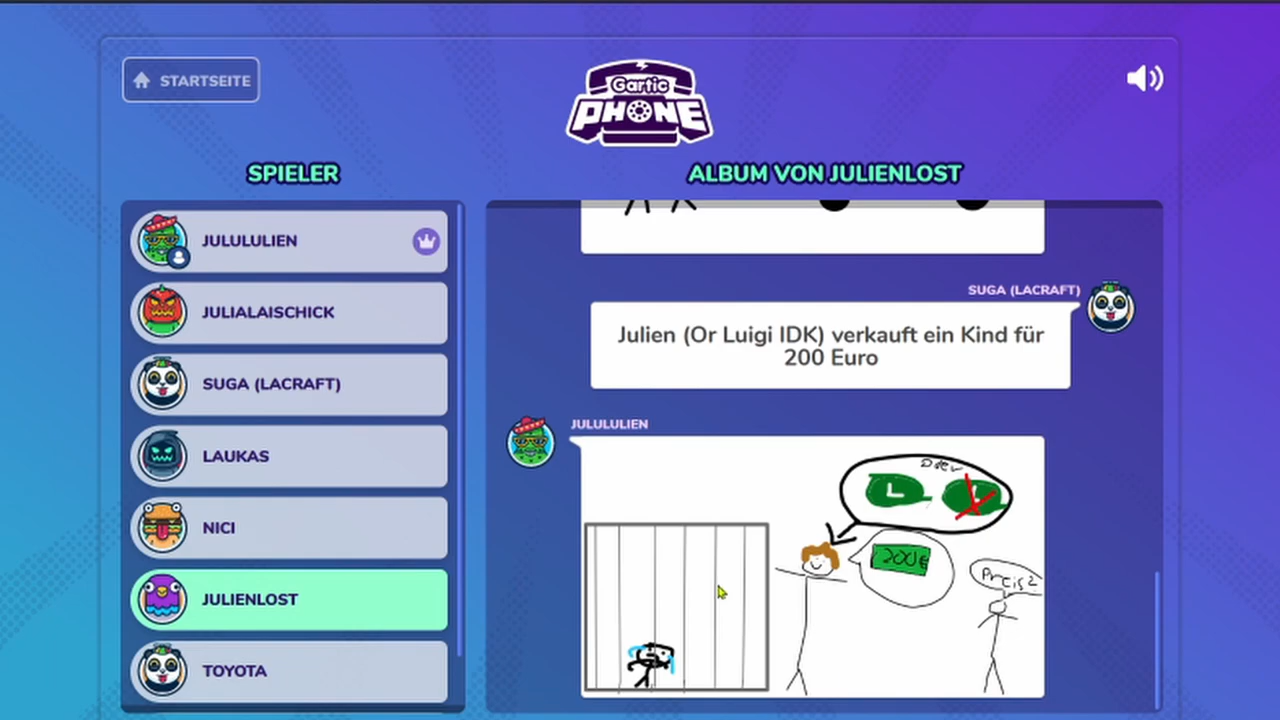 STARTSEITE
Gartic
PHONE
SPIELER
ALBUM VON JULIENLOST
JULULULIEN
JULIALAISCHICK
SUGA (LACRAFT)
LAUKAS
NICI
JULIENLOST
TOYOTA
SUGA (LACRAFT)
Julien (Or Luigi IDK) verkauft ein Kind für
200 Euro
JULULULIEN
Oder
L
L
200€
Preis?